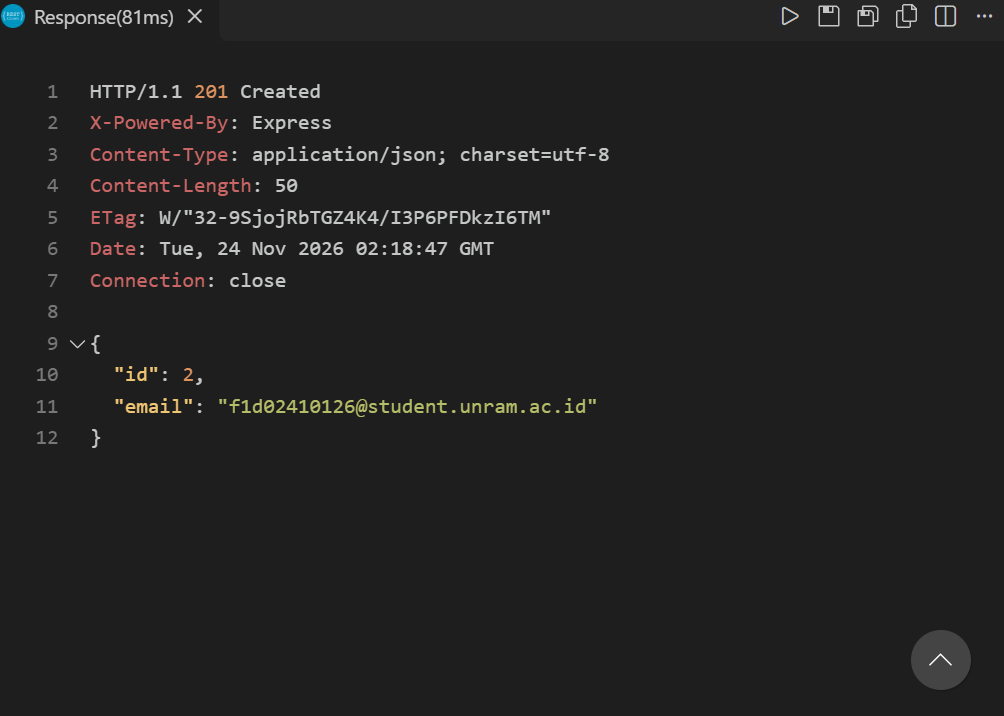 Response(81ms)
1 HTTP/1.1 201 Created
2 X-Powered-By: Express
3 Content-Type: application/json; charset=utf-8
4 Content-Length: 50
5 ETag: W/"32-9SjojRbTGZ4K4/I3P6PFDkzI6TM"
6 Date: Tue, 24 Nov 2026 02:18:47 GMT
7 Connection: close
8
9 {
10 "id": 2,
11 "email": "f1d02410126@student.unram.ac.id"
12 }